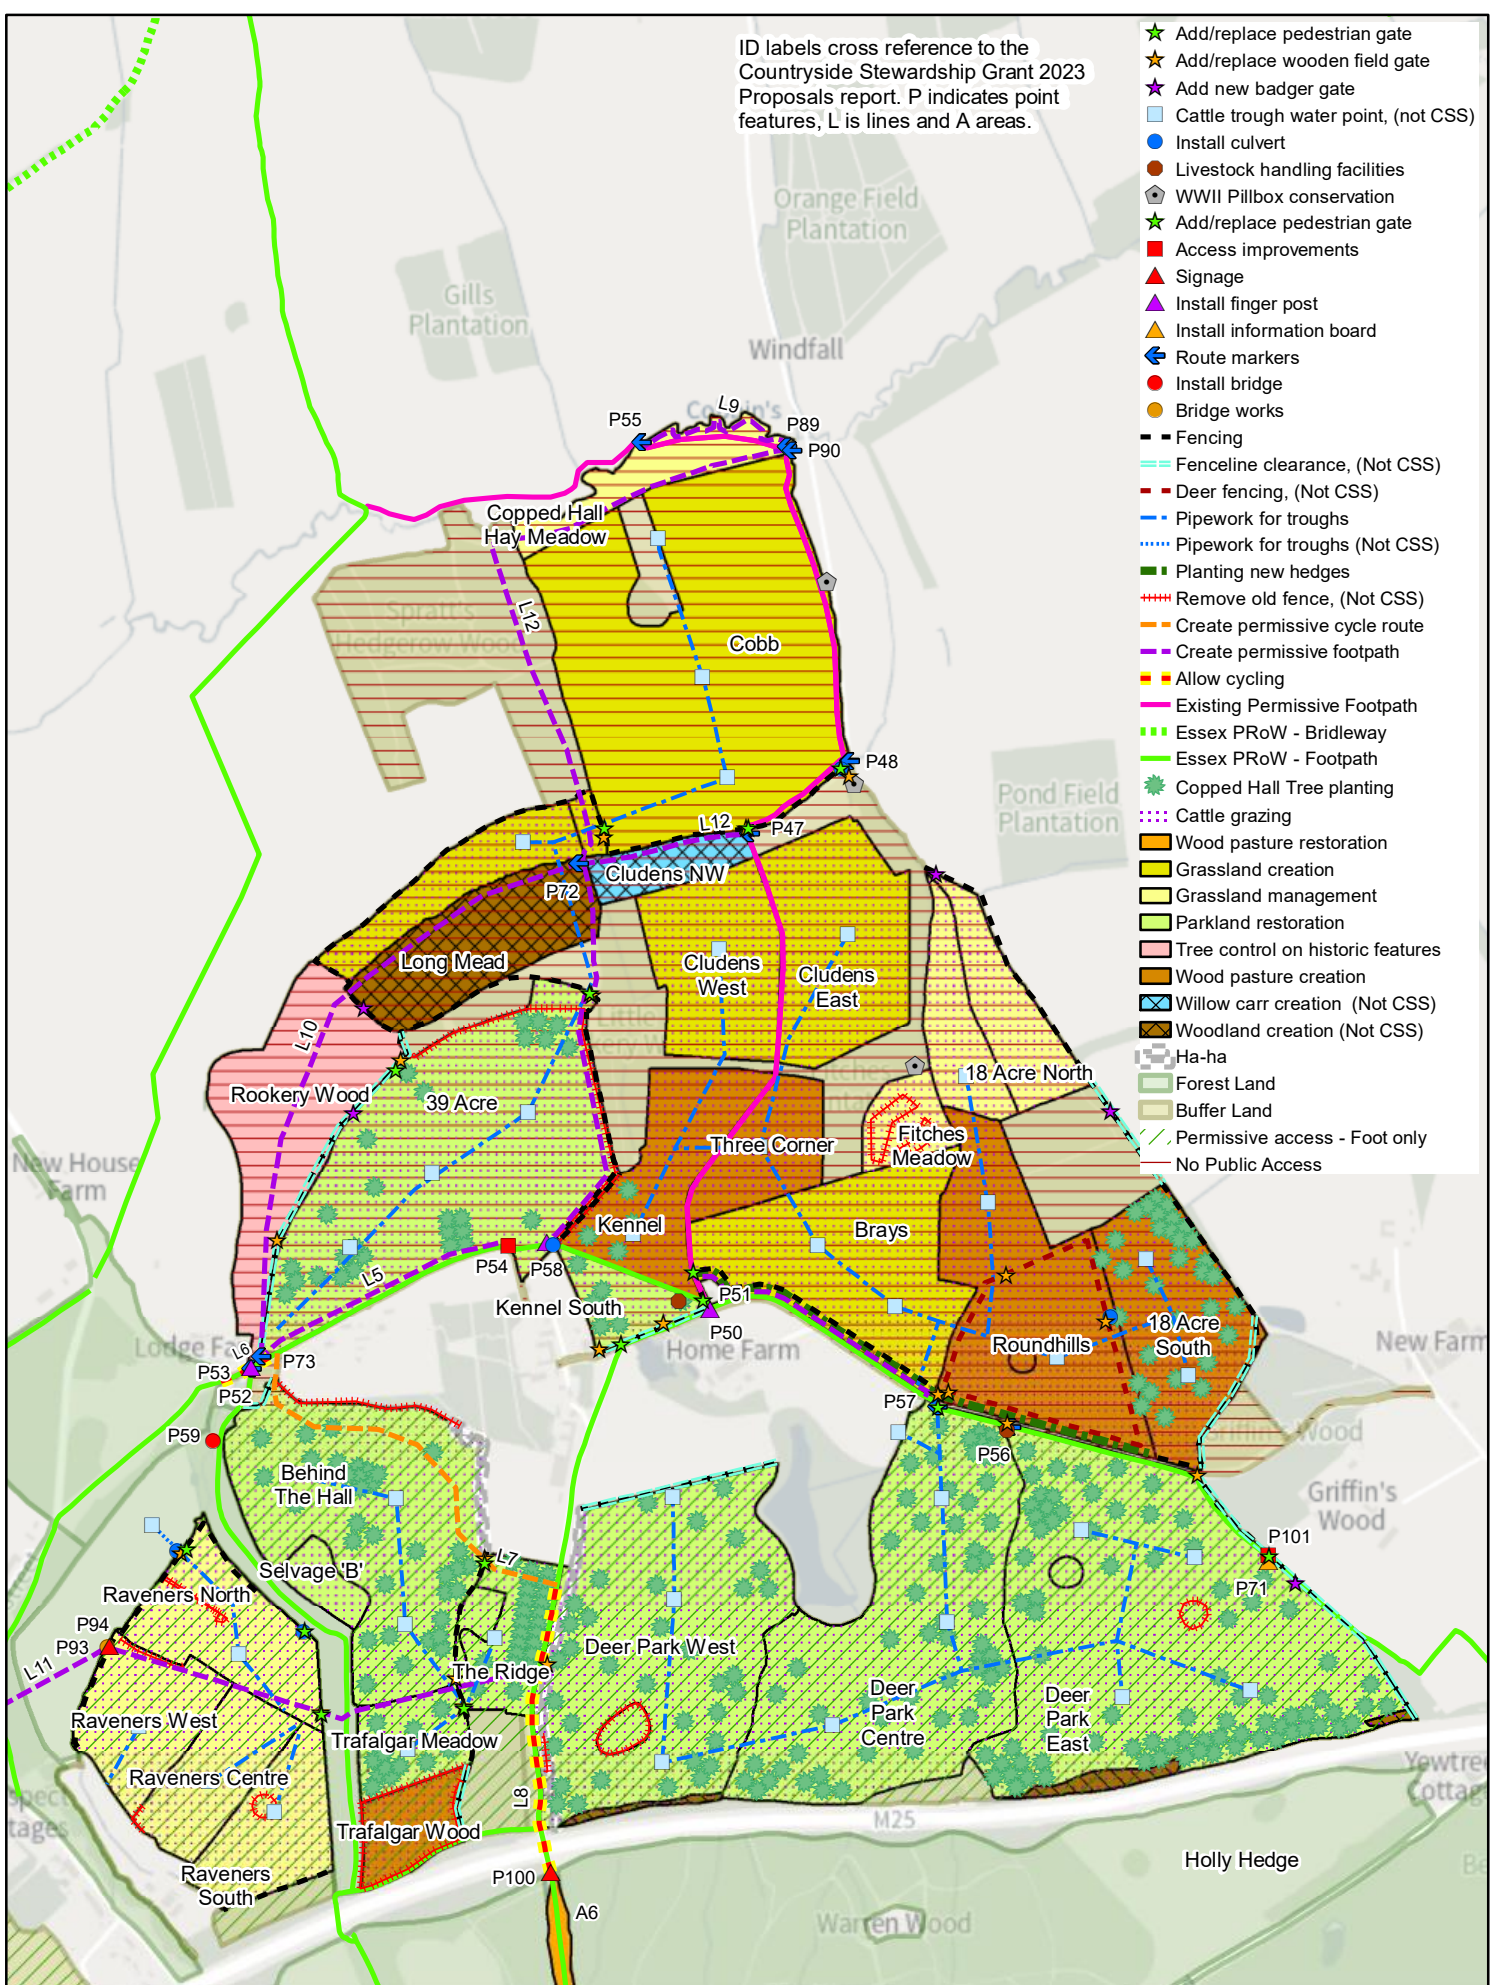 ID labels cross reference to the
Countryside Stewardship Grant 2023
Proposals report. P indicates point
features, L is lines and A areas.
Add/replace pedestrian gate
Add/replace wooden field gate
Add new badger gate
Cattle trough water point, (not CSS)
Install culvert
Livestock handling facilities
WWII Pillbox conservation
Add/replace pedestrian gate
Access improvements
Signage
Install finger post
Install information board
Route markers
Install bridge
Bridge works
Fencing
Fenceline clearance, (Not CSS)
Deer fencing, (Not CSS)
Pipework for troughs
Pipework for troughs (Not CSS)
Planting new hedges
Remove old fence, (Not CSS)
Create permissive cycle route
Create permissive footpath
Allow cycling
Existing Permissive Footpath
Essex PRoW - Bridleway
Essex PRoW - Footpath
Copped Hall Tree planting
Cattle grazing
Wood pasture restoration
Grassland creation
Grassland management
Parkland restoration
Tree control on historic features
Wood pasture creation
Willow carr creation (Not CSS)
Woodland creation (Not CSS)
Ha-ha
Forest Land
Buffer Land
Permissive access - Foot only
No Public Access
Orange Field
Plantation
Gills
Plantation
Windfall
L9
P55
P89
P90
Copped Hall
Hay Meadow
L12
Spratt's
Hedgerow Wood
Cobb
P48
Pond Field
Plantation
L12
P47
Cludens NW
P72
Long Mead
Cludens
West
Cludens
East
L10
Little
18 Acre North
Rookery Wood
39 Acre
Three Corner
Fitches
Meadow
New House
Farm
Kennel
Brays
P54
P58
L5
Kennel South
P51
P50
Home Farm
Roundhills
18 Acre
South
New Farm
L6
P53
P73
P52
P57
P56
P59
Griffin's Wood
Griffin's
Wood
Behind
The Hall
P101
L7
Selvage 'B'
P71
Raveners North
P94
P93
L11
Deer Park West
The Ridge
Deer
Park
Centre
Deer
Park
East
Raveners West
Trafalgar Meadow
Raveners Centre
L8
Yewtree
Cottage
M25
Trafalgar Wood
Raveners
South
P100
Holly Hedge
A6
Warren Wood